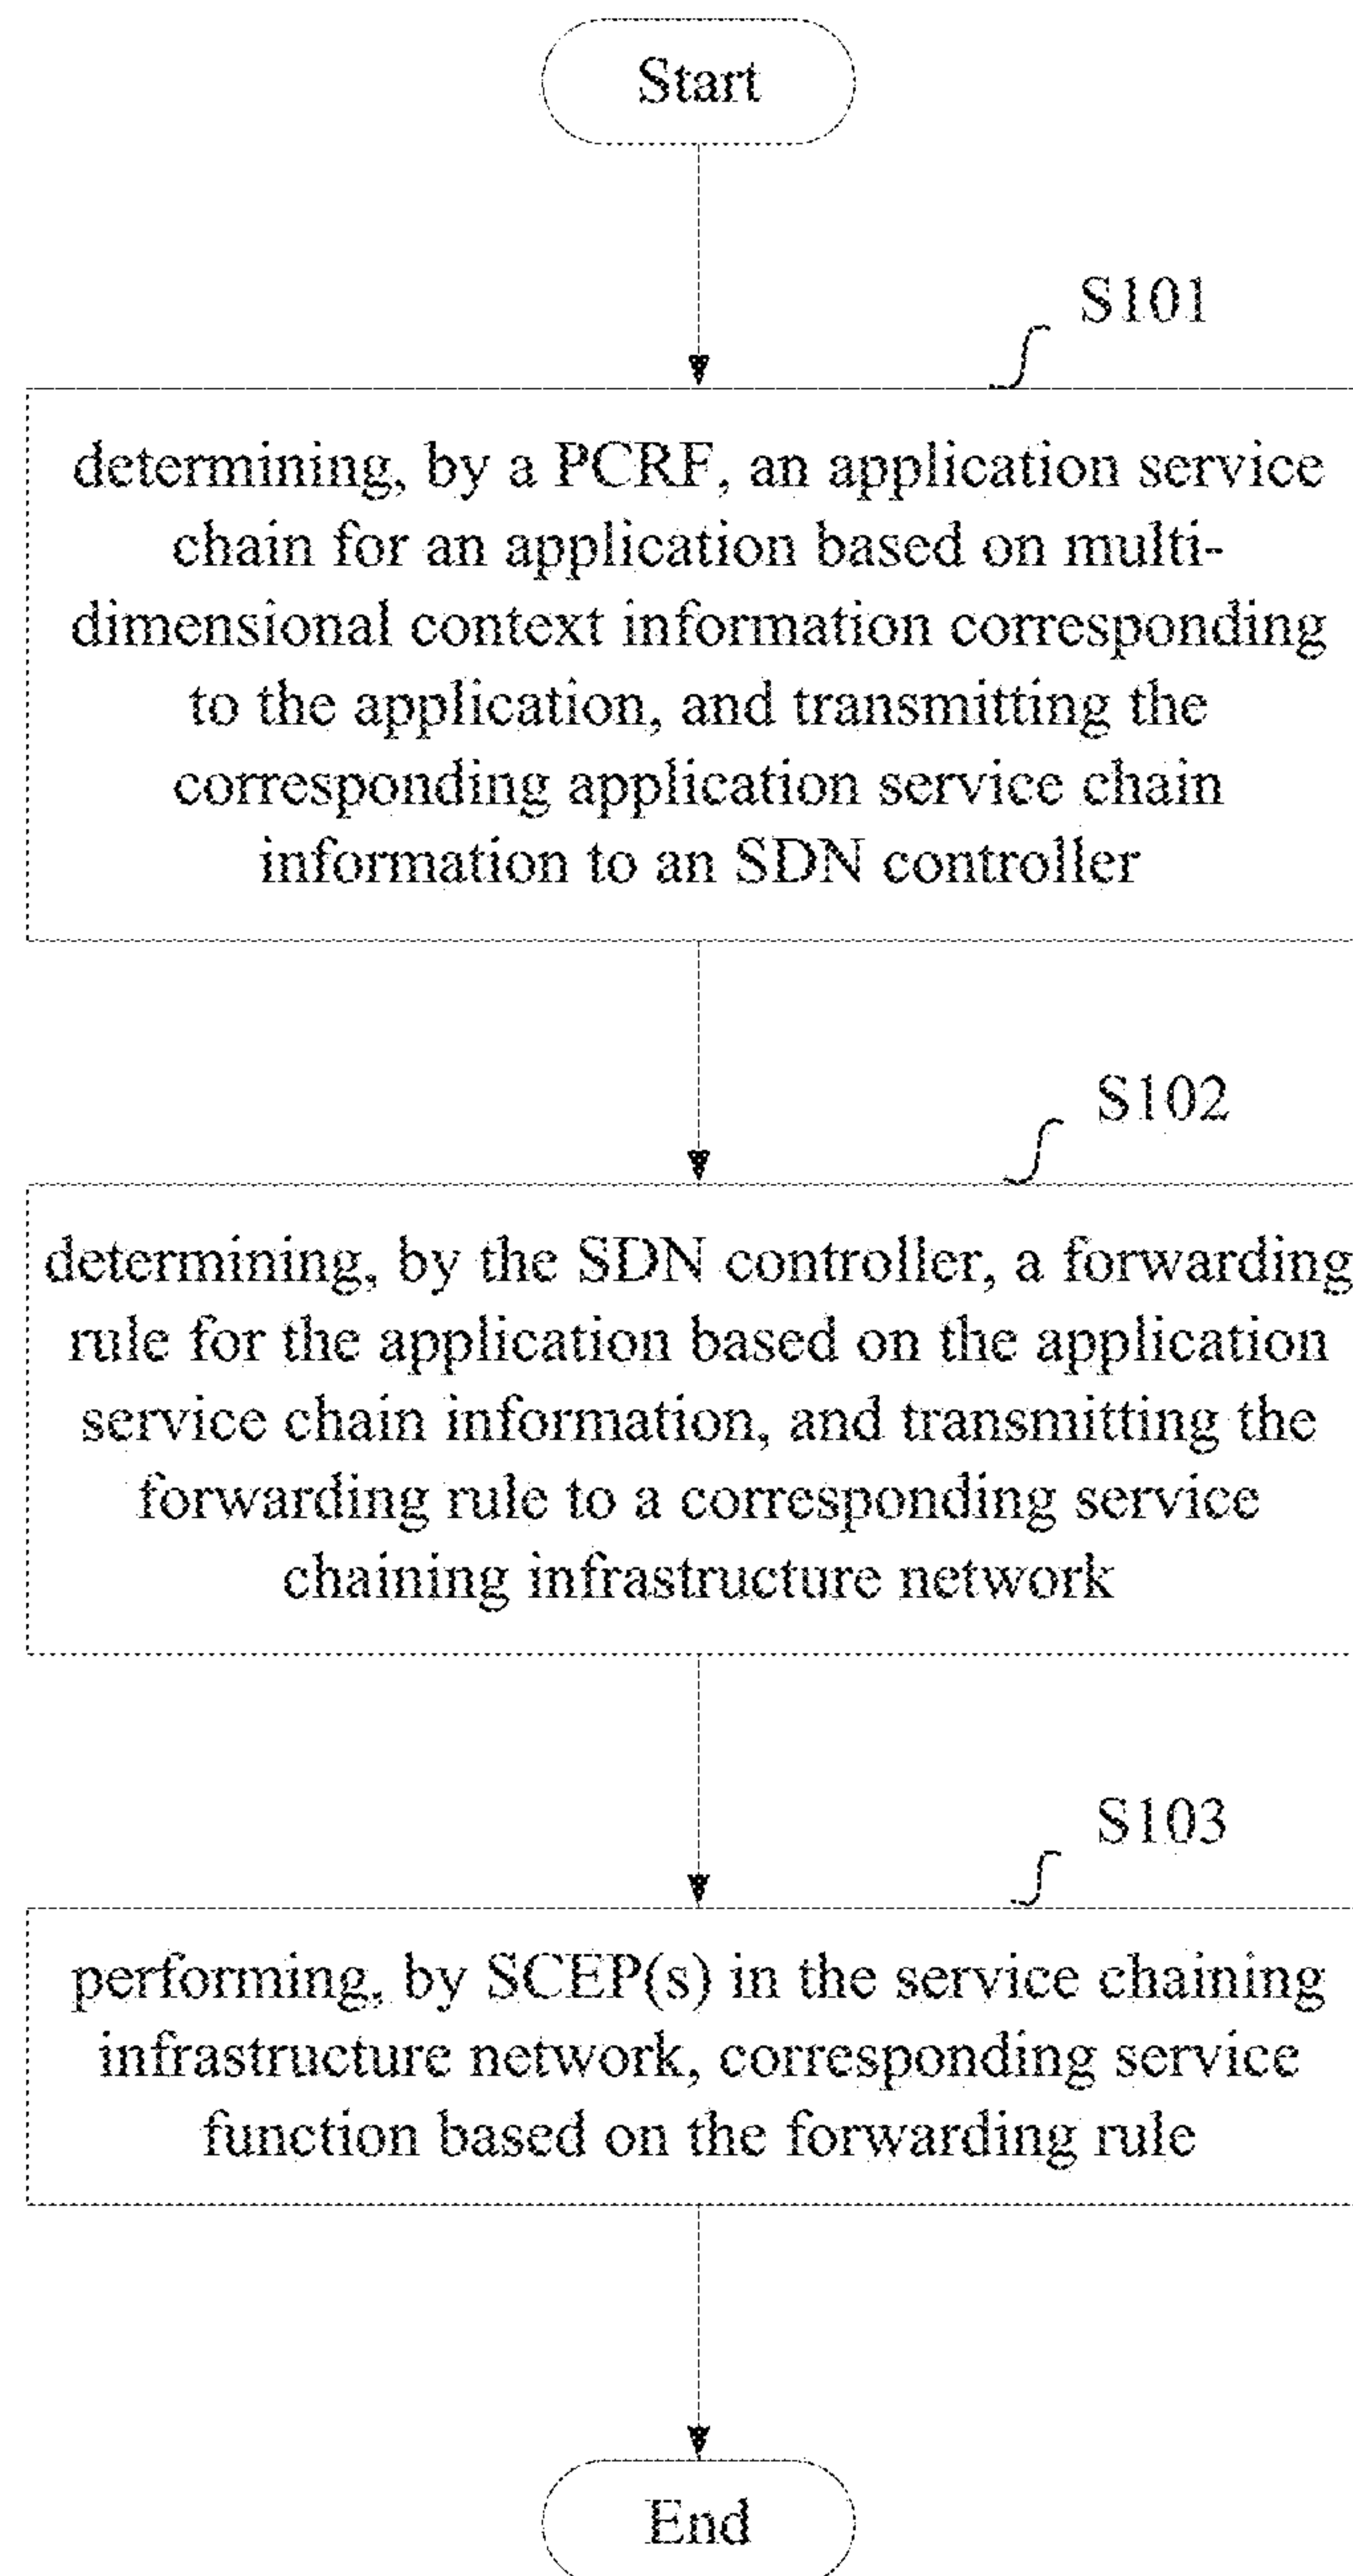 Start
S101
determining, by a PCRF, an application service
chain for an application based on multi-
dimensional context information corresponding
to the application, and transmitting the
corresponding application service chain
information to an SDN controller
S102
determining, by the SDN controller, a forwarding
rule for the application based on the application
service chain information, and transmitting the
forwarding rule to a corresponding service
chaining infrastructure network
S103
performing, by SCEP(s) in the service chaining
infrastructure network, corresponding service
function based on the forwarding rule
End